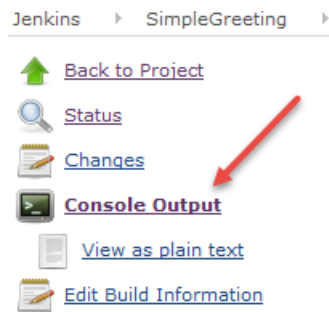 Jenkins SimpleGreeting
Back to Project
Status
Changes
Console Output
View as plain text
Edit Build Information